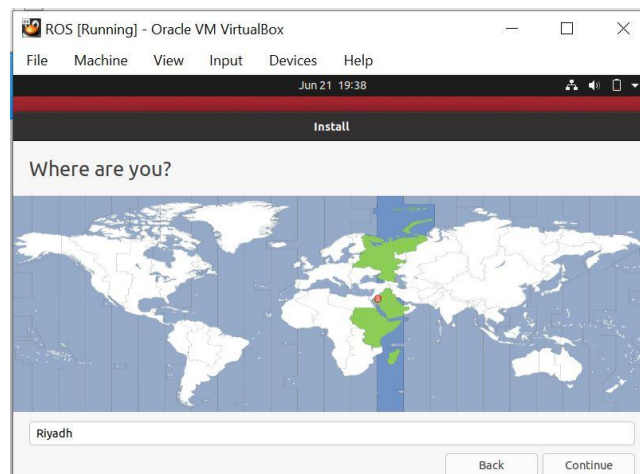 ROS [Running] - Oracle VM VirtualBox
File Machine View Input Devices Help
Jun 21 19:38
Install
Where are you?
Riyadh
Back Continue